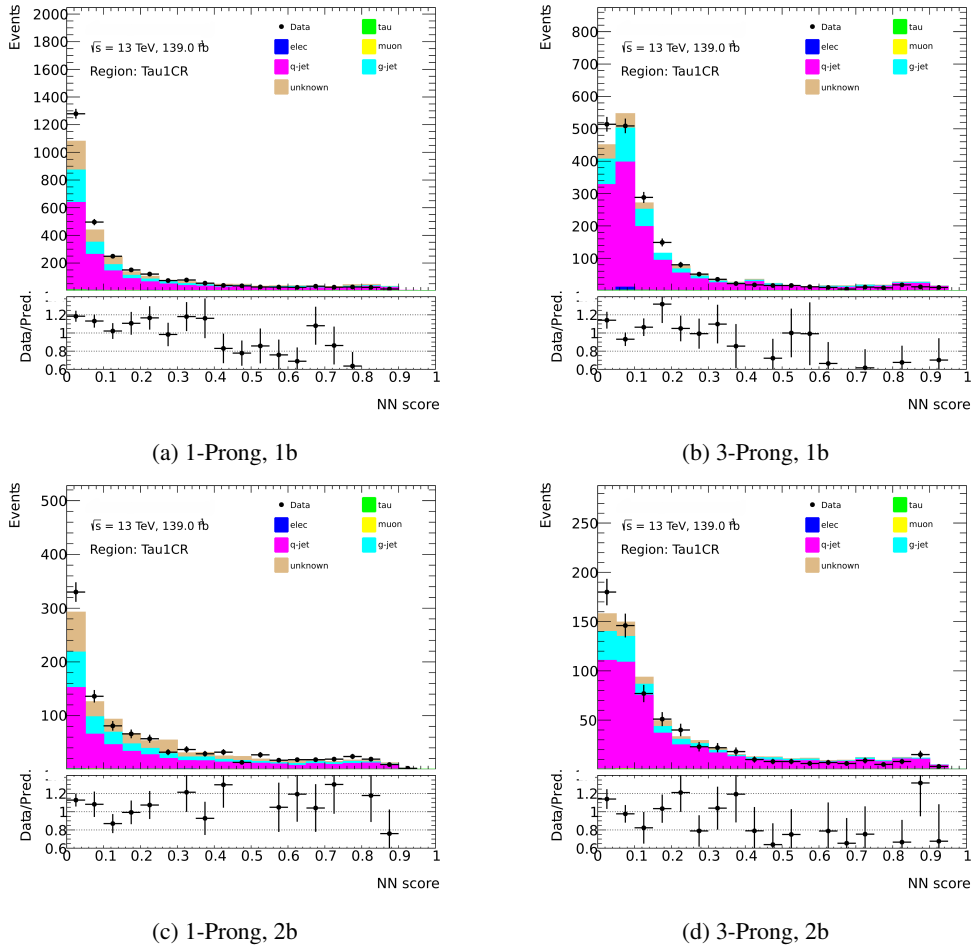 Events
2000
1800
1600
1400
1200
1000
800
600
400
200
√s = 13 TeV, 139.0 fb⁻¹
Region: Tau1CR
Data
tau
elec
muon
q-jet
g-jet
unknown
Data/Pred.
1.2
1
0.8
0.6
0 0.1 0.2 0.3 0.4 0.5 0.6 0.7 0.8 0.9 1
NN score
(a) 1-Prong, 1b
Events
800
700
600
500
400
300
200
100
√s = 13 TeV, 139.0 fb⁻¹
Region: Tau1CR
Data
tau
elec
muon
q-jet
g-jet
unknown
Data/Pred.
1.2
1
0.8
0.6
0 0.1 0.2 0.3 0.4 0.5 0.6 0.7 0.8 0.9 1
NN score
(b) 3-Prong, 1b
Events
500
400
300
200
100
√s = 13 TeV, 139.0 fb⁻¹
Region: Tau1CR
Data
tau
elec
muon
q-jet
g-jet
unknown
Data/Pred.
1.2
1
0.8
0.6
0 0.1 0.2 0.3 0.4 0.5 0.6 0.7 0.8 0.9 1
NN score
(c) 1-Prong, 2b
Events
250
200
150
100
50
√s = 13 TeV, 139.0 fb⁻¹
Region: Tau1CR
Data
tau
elec
muon
q-jet
g-jet
unknown
Data/Pred.
1.2
1
0.8
0.6
0 0.1 0.2 0.3 0.4 0.5 0.6 0.7 0.8 0.9 1
NN score
(d) 3-Prong, 2b